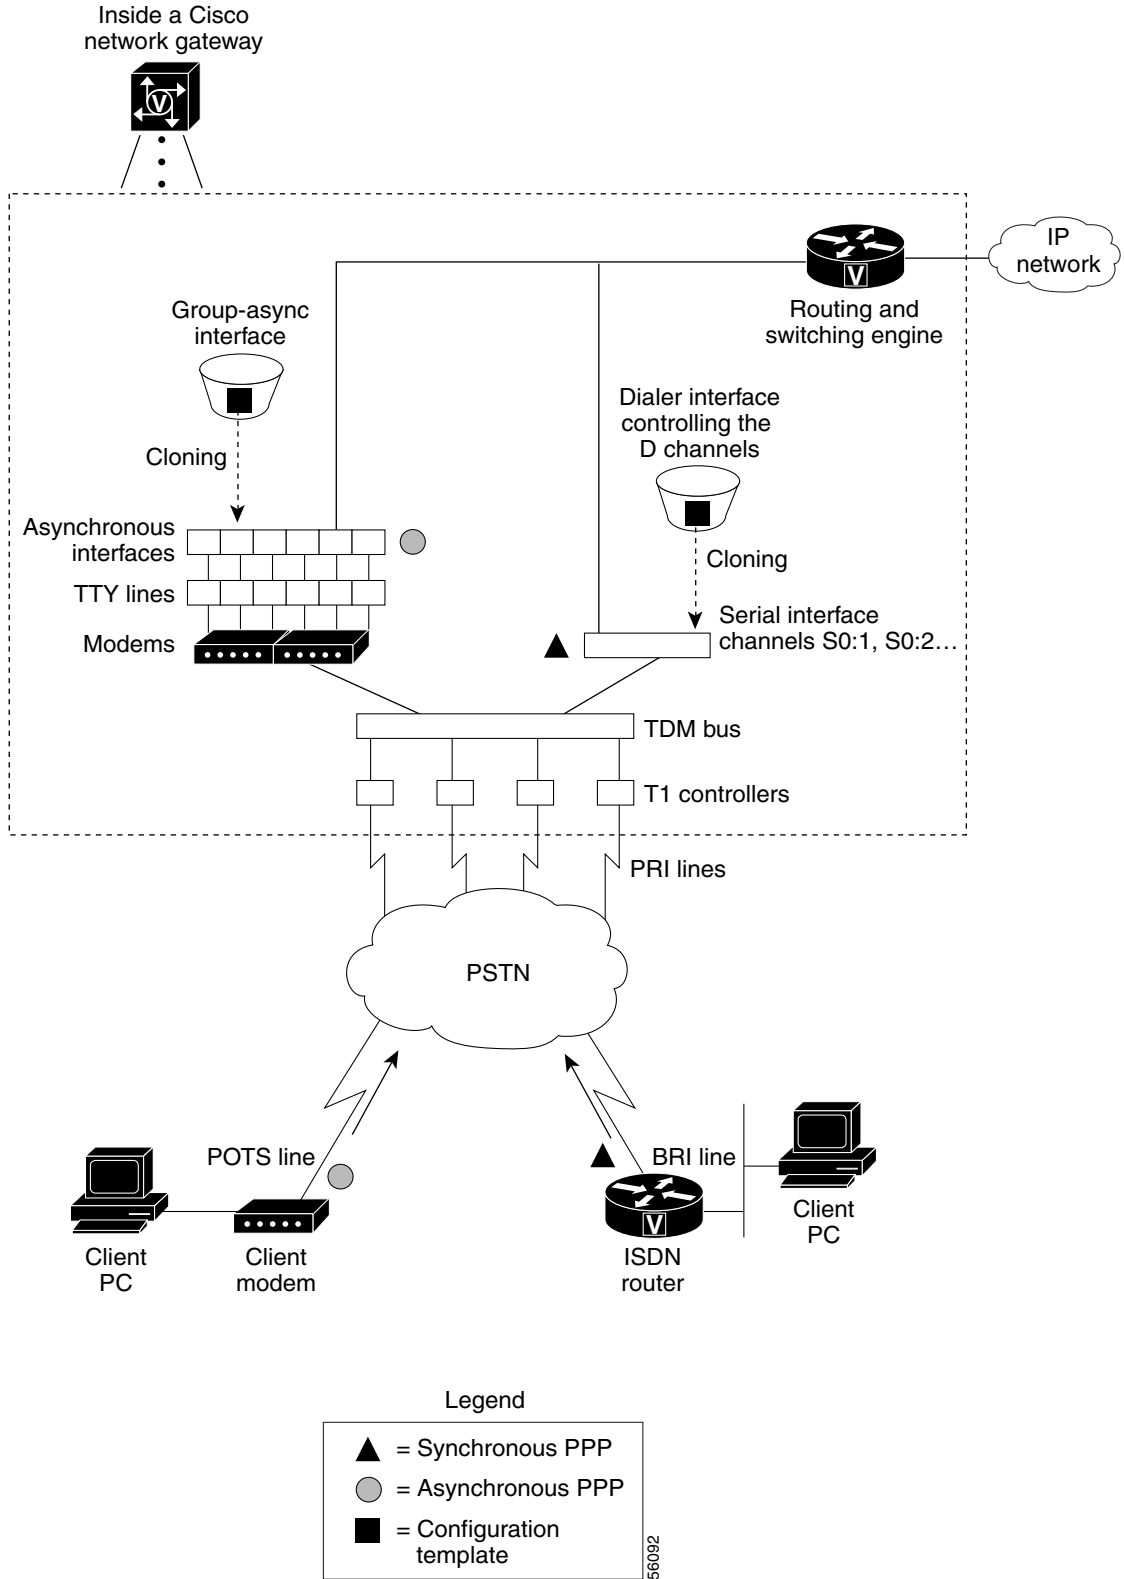 Inside a Cisco
network gateway
V
IP
network
V
Routing and
switching engine
Group-async
interface
Dialer interface
controlling the
D channels
Cloning
Asynchronous
interfaces
Cloning
TTY lines
Serial interface
channels S0:1, S0:2…
Modems
TDM bus
T1 controllers
PRI lines
PSTN
POTS line
BRI line
V
Client
PC
Client
PC
Client
modem
ISDN
router
Legend
= Synchronous PPP
= Asynchronous PPP
= Configuration
template
56092